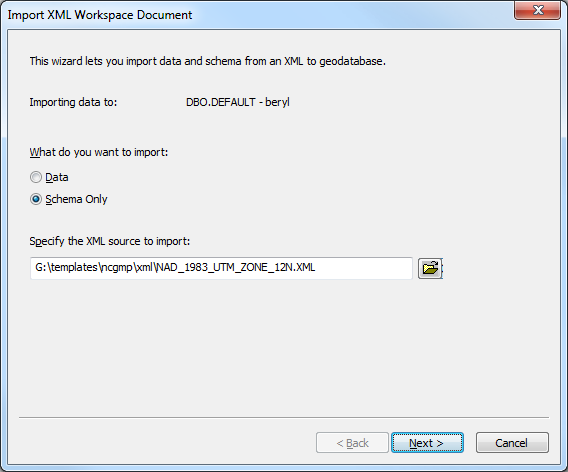 Import XML Workspace Document
This wizard lets you import data and schema from an XML to geodatabase.
Importing data to: DBO.DEFAULT - beryl
What do you want to import:
Data
Schema Only
Specify the XML source to import:
G:\templates\ncgmp\xml\NAD_1983_UTM_ZONE_12N.XML
< Back Next > Cancel